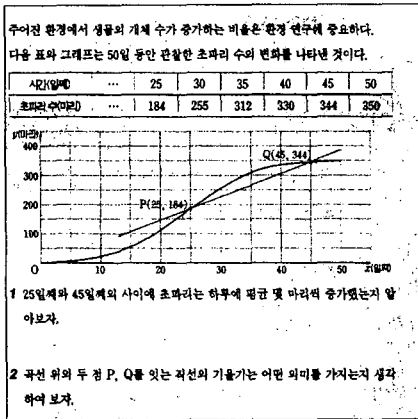 주어진 환경에서 생물의 개체 수가 증가하는 비율은 환경 연구에 중요하다.
다음 표와 그래프는 50일 동안 관찰한 초파리 수의 변화를 나타낸 것이다.
시간(일째) … 25 30 35 40 45 50
초파리 수(마리) … 184 255 312 330 344 350
y(마리)
400
300
200
100
O 10 20 30 40 50 x(일째)
P(25, 184)
Q(45, 344)
1 25일째와 45일째의 사이에 초파리는 하루에 평균 몇 마리씩 증가했는지 알
아보자.
2 곡선 위의 두 점 P, Q를 잇는 직선의 기울기는 어떤 의미를 가지는지 생각
하여 보자.